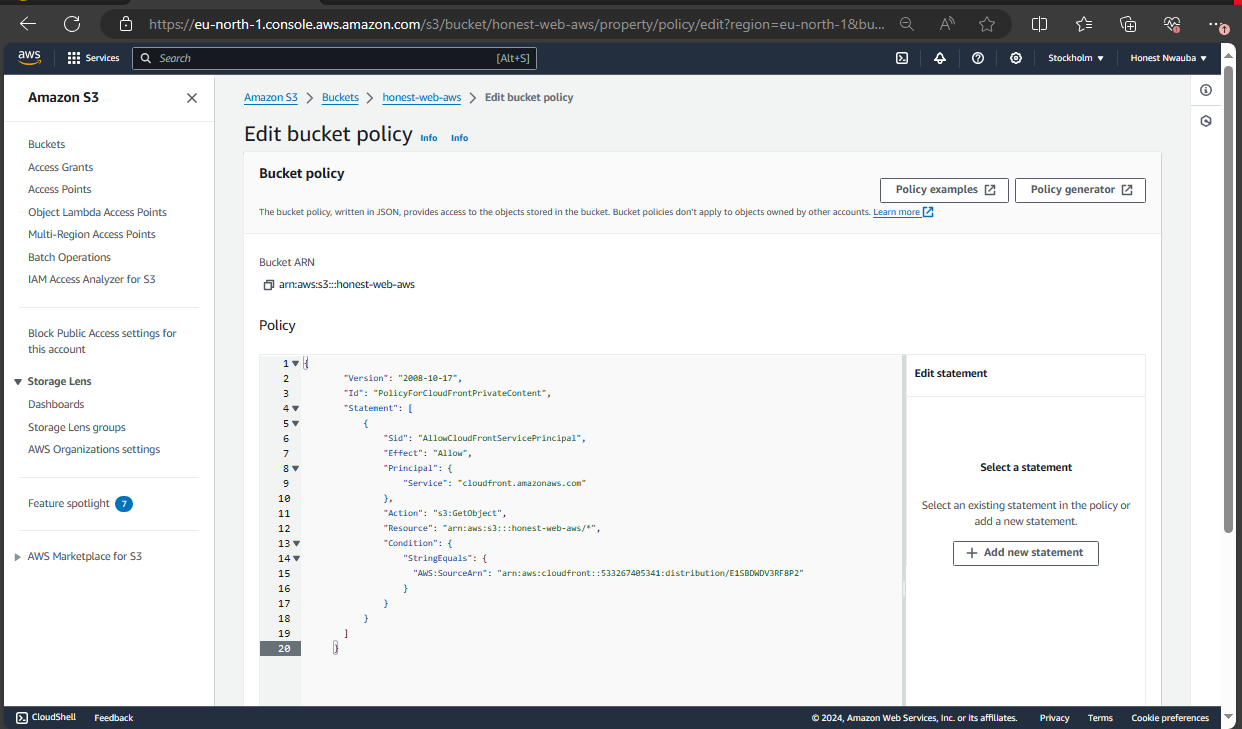 https://eu-north-1.console.aws.amazon.com/s3/bucket/honest-web-aws/property/policy/edit?region=eu-north-1&bu...
aws
Services
Search
[Alt+S]
Stockholm
Honest Nwauba
Amazon S3
Buckets
Access Grants
Access Points
Object Lambda Access Points
Multi-Region Access Points
Batch Operations
IAM Access Analyzer for S3
Block Public Access settings for
this account
Storage Lens
Dashboards
Storage Lens groups
AWS Organizations settings
Feature spotlight 7
AWS Marketplace for S3
Amazon S3 > Buckets > honest-web-aws > Edit bucket policy
Edit bucket policy Info Info
Bucket policy
Policy examples
Policy generator
The bucket policy, written in JSON, provides access to the objects stored in the bucket. Bucket policies don't apply to objects owned by other accounts. Learn more
Bucket ARN
arn:aws:s3:::honest-web-aws
Policy
1 {
2 "Version": "2008-10-17",
3 "Id": "PolicyForCloudFrontPrivateContent",
4 "Statement": [
5 {
6 "Sid": "AllowCloudFrontServicePrincipal",
7 "Effect": "Allow",
8 "Principal": {
9 "Service": "cloudfront.amazonaws.com"
10 },
11 "Action": "s3:GetObject",
12 "Resource": "arn:aws:s3:::honest-web-aws/*",
13 "Condition": {
14 "StringEquals": {
15 "AWS:SourceArn": "arn:aws:cloudfront::533267405341:distribution/E1SBDWDV3RF8P2"
16 }
17 }
18 }
19 ]
20 }
Edit statement
Select a statement
Select an existing statement in the policy or
add a new statement.
+ Add new statement
CloudShell
Feedback
© 2024, Amazon Web Services, Inc. or its affiliates.
Privacy
Terms
Cookie preferences